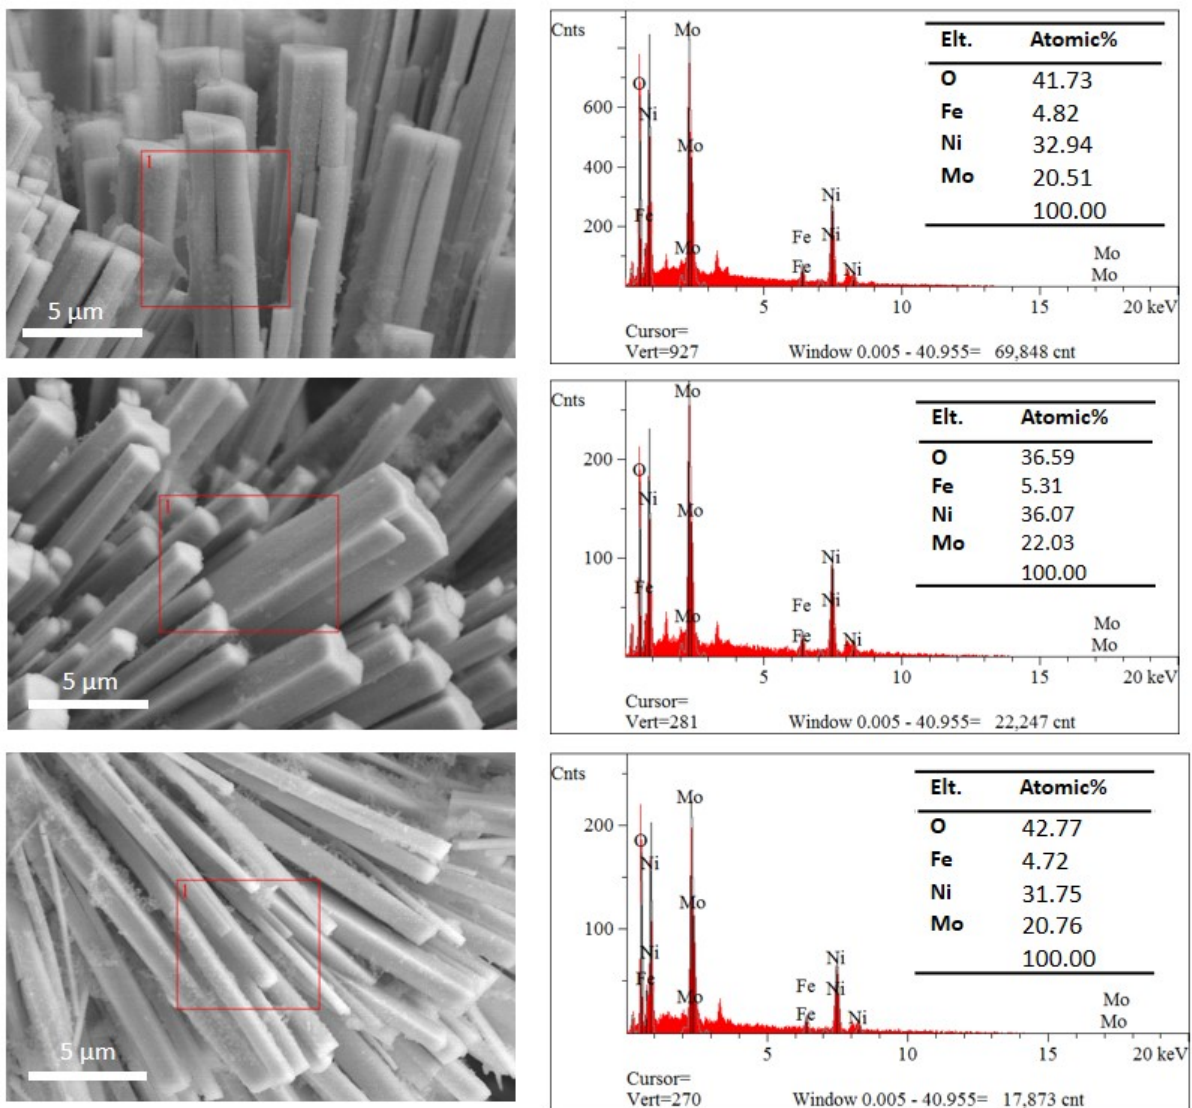 1
5 µm
Cnts
Mo
O
Ni
Mo
Fe
Mo
600
400
200
Ni
Fe Ni
Fe Ni
Mo
Mo
5 10 15 20 keV
Elt. Atomic%
O 41.73
Fe 4.82
Ni 32.94
Mo 20.51
100.00
Cursor=
Vert=927 Window 0.005 - 40.955= 69,848 cnt
1
5 µm
Cnts
Mo
O
Ni
Mo
Fe
Mo
200
100
Ni
Fe Ni
Fe Ni
Mo
Mo
5 10 15 20 keV
Elt. Atomic%
O 36.59
Fe 5.31
Ni 36.07
Mo 22.03
100.00
Cursor=
Vert=281 Window 0.005 - 40.955= 22,247 cnt
1
5 µm
Cnts
Mo
O
Ni
Mo
Ni
Fe
Mo
200
100
Ni
Fe Ni
Fe Ni
Mo
Mo
5 10 15 20 keV
Elt. Atomic%
O 42.77
Fe 4.72
Ni 31.75
Mo 20.76
100.00
Cursor=
Vert=270 Window 0.005 - 40.955= 17,873 cnt